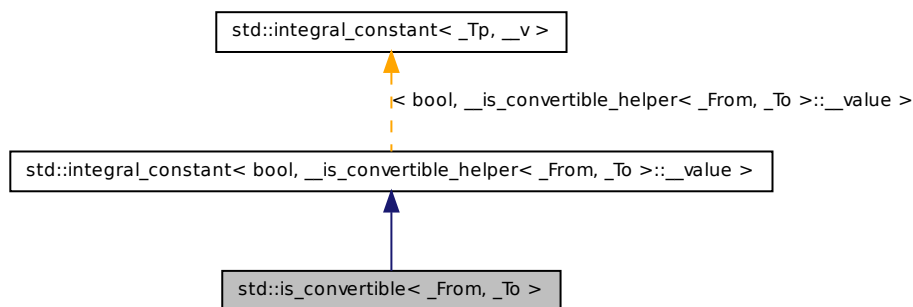 std::integral_constant< _Tp, __v >
< bool, __is_convertible_helper< _From, _To >::__value >
std::integral_constant< bool, __is_convertible_helper< _From, _To >::__value >
std::is_convertible< _From, _To >